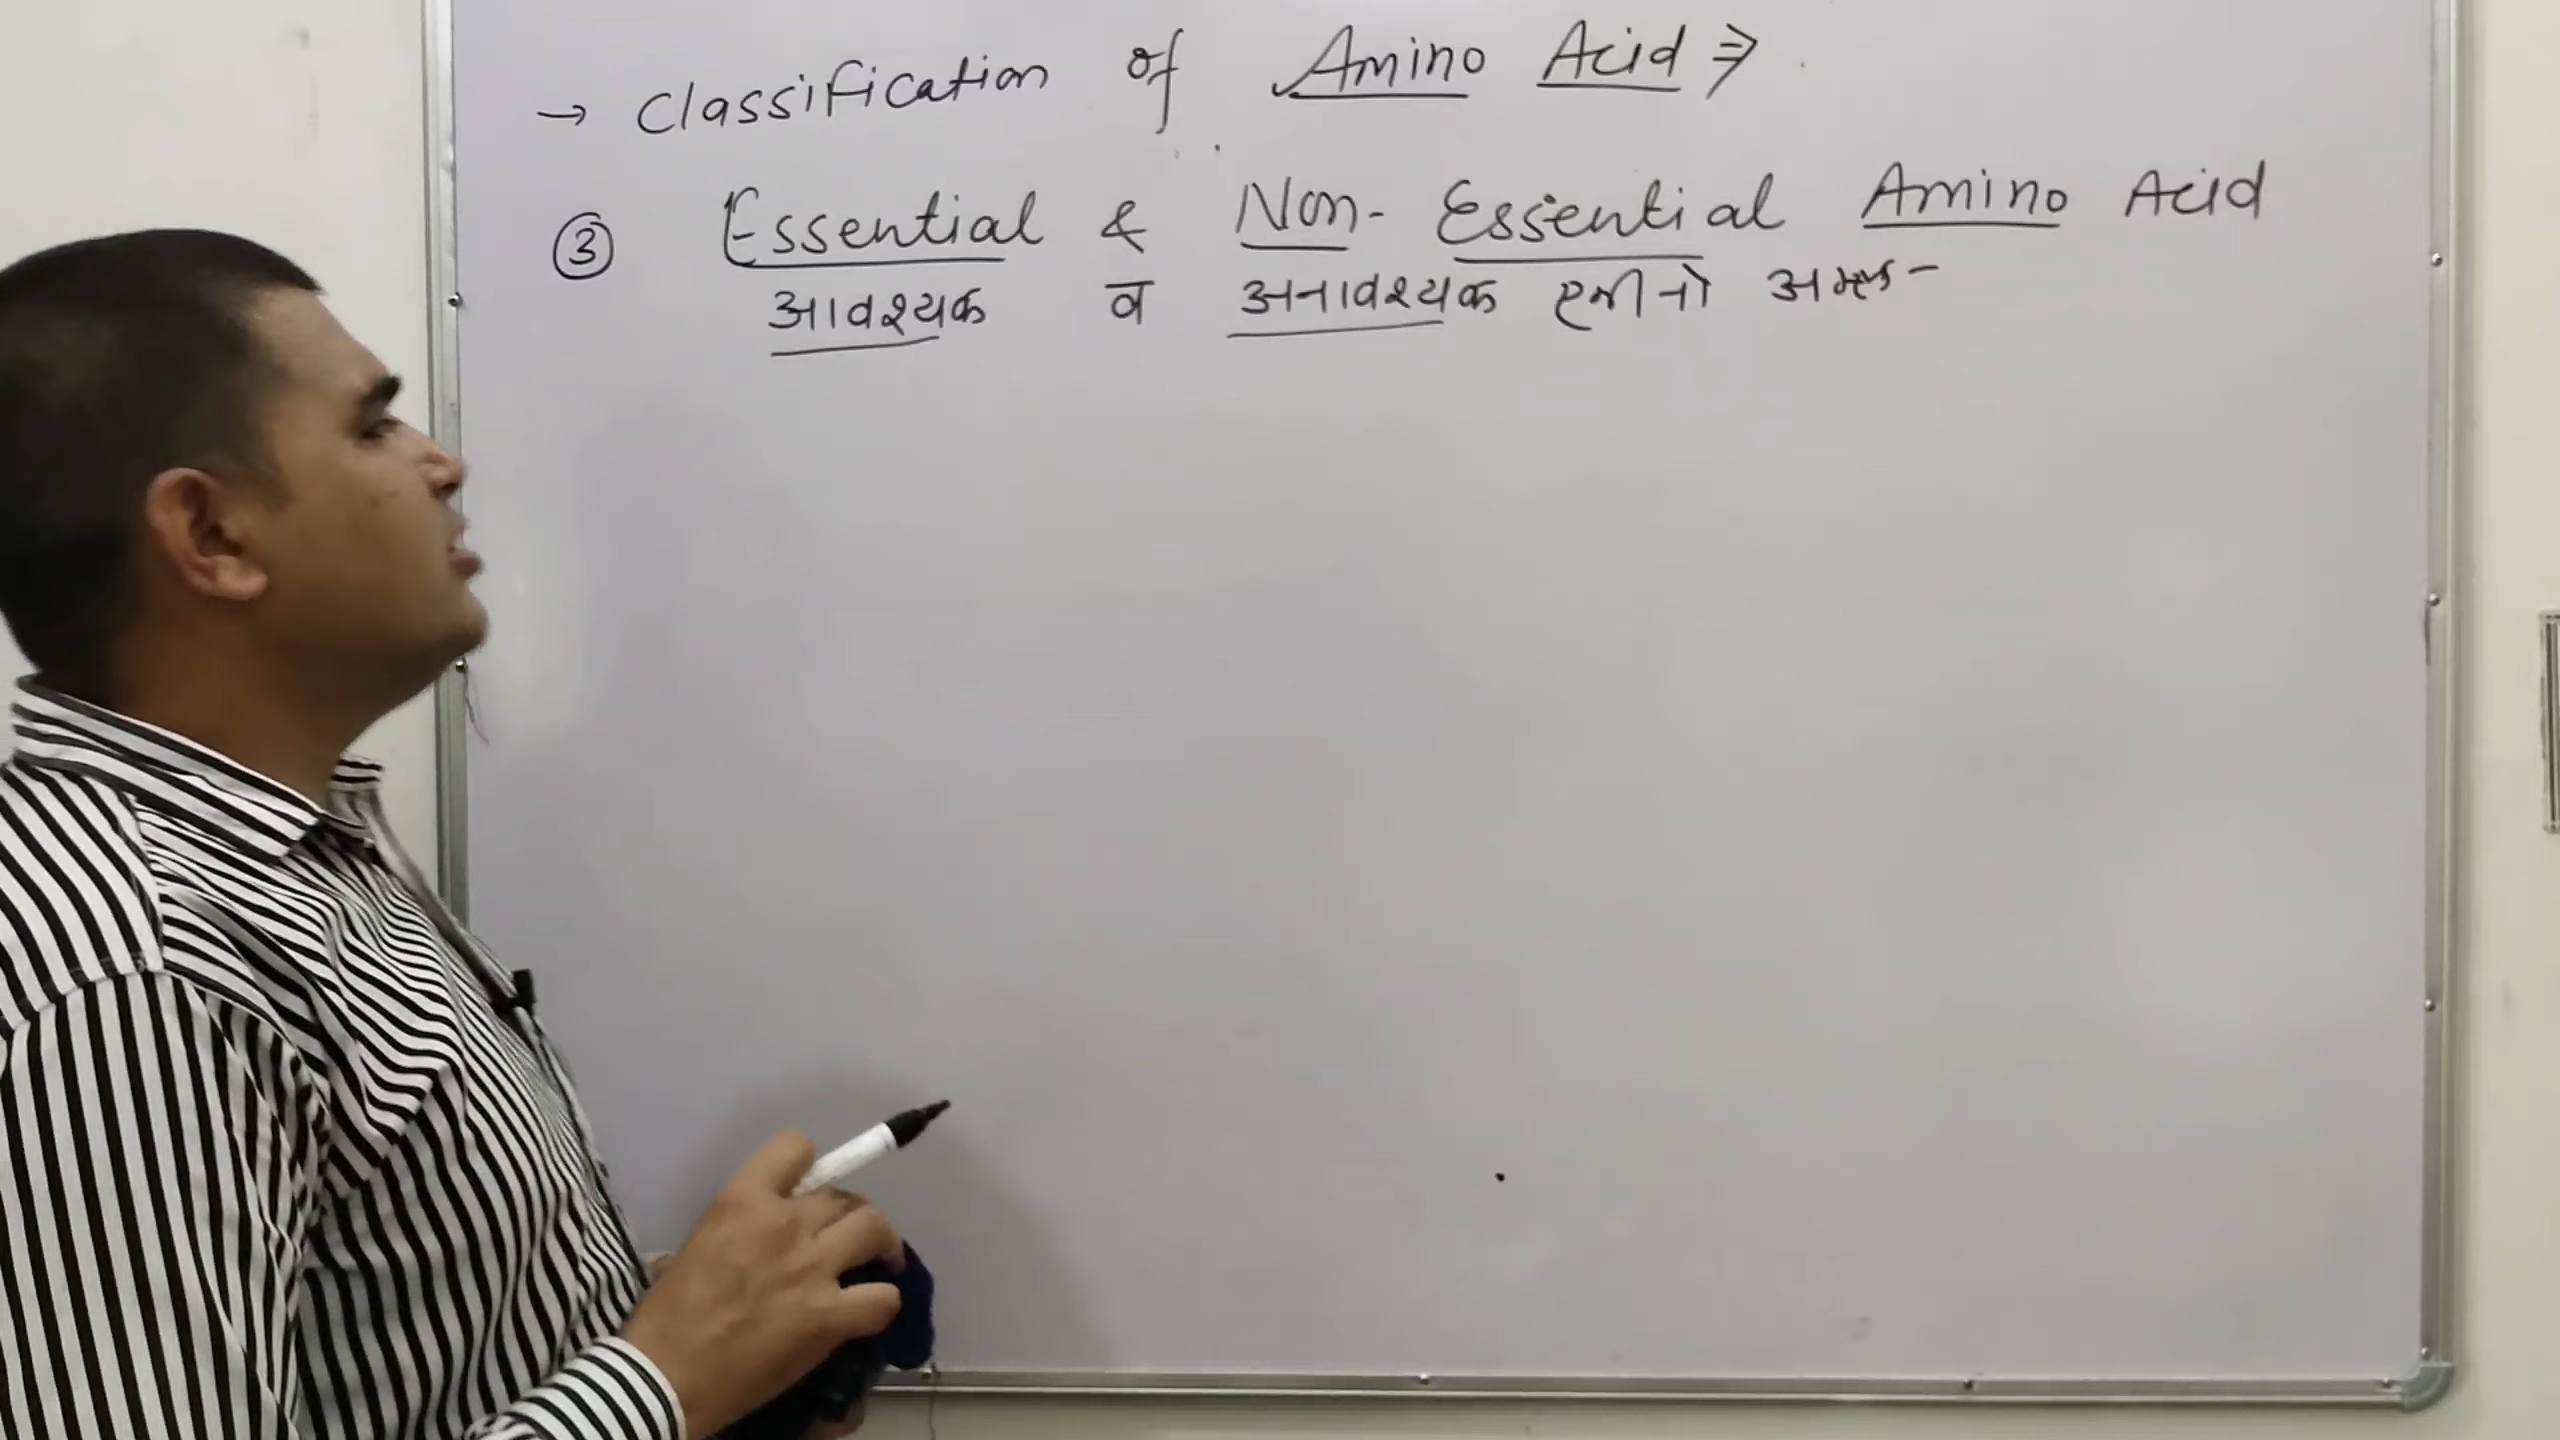 → Classification of Amino Acid ⇒
③ Essential & Non-Essential Amino Acid
आवश्यक व अनावश्यक एमीनो अम्ल-